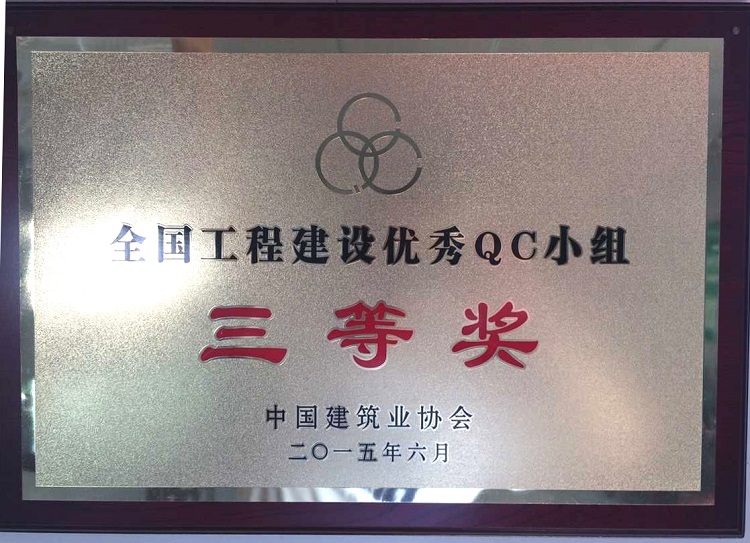 全国工程建设优秀QC小组
三等奖
中国建筑业协会
二〇一五年六月